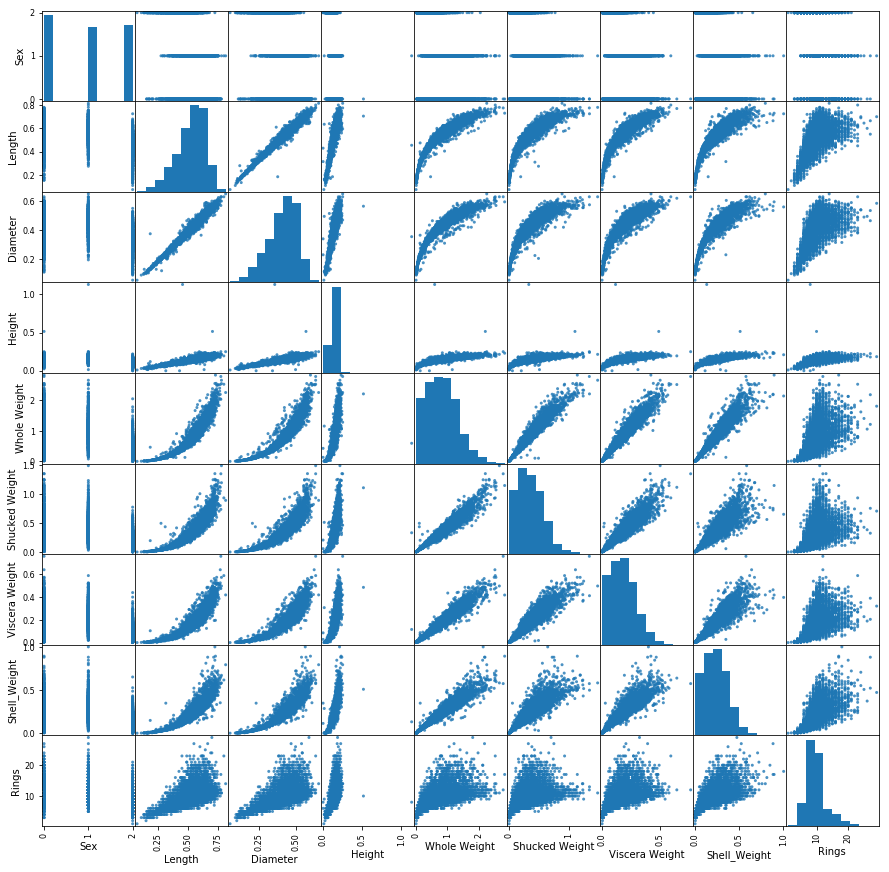 2
1
0
Sex
0.8
0.6
0.4
0.2
Length
0.6
0.4
0.2
Diameter
1.0
0.5
0.0
Height
2
1
0
Whole Weight
1.5
1.0
0.5
0.0
Shucked Weight
0.6
0.4
0.2
0.0
Viscera Weight
1.0
0.5
0.0
Shell_Weight
20
10
Rings
0 1 2 0.25 0.50 0.75 0.25 0.50 0.0 0.5 1.0 0 1 2 0 1 0.0 0.5 0.0 0.5 1.0 10 20
Sex Length Diameter Height Whole Weight Shucked Weight Viscera Weight Shell_Weight Rings